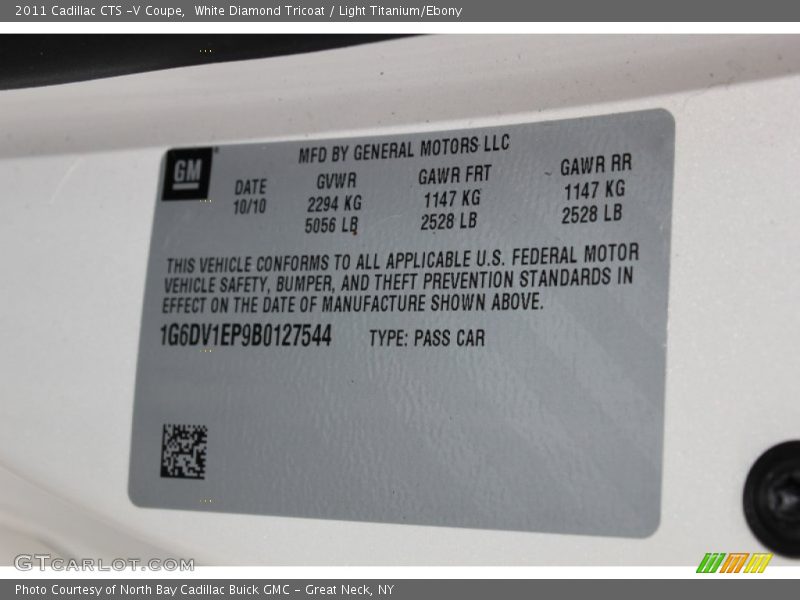 2011 Cadillac CTS -V Coupe,  White Diamond Tricoat / Light Titanium/Ebony
GM
MFD BY GENERAL MOTORS LLC
DATE GVWR GAWR FRT GAWR RR
10/10 2294 KG 1147 KG 1147 KG
5056 LB 2528 LB 2528 LB
THIS VEHICLE CONFORMS TO ALL APPLICABLE U.S. FEDERAL MOTOR
VEHICLE SAFETY, BUMPER, AND THEFT PREVENTION STANDARDS IN
EFFECT ON THE DATE OF MANUFACTURE SHOWN ABOVE.
1G6DV1EP9B0127544 TYPE: PASS CAR
GTCARLOT.COM
Photo Courtesy of North Bay Cadillac Buick GMC - Great Neck, NY